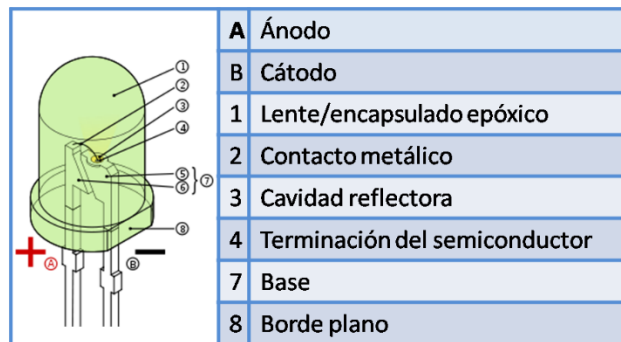 ①
②
③
④
⑤
⑥ } ⑦
⑧
+ Ⓐ Ⓑ −
A Ánodo
B Cátodo
1 Lente/encapsulado epóxico
2 Contacto metálico
3 Cavidad reflectora
4 Terminación del semiconductor
7 Base
8 Borde plano